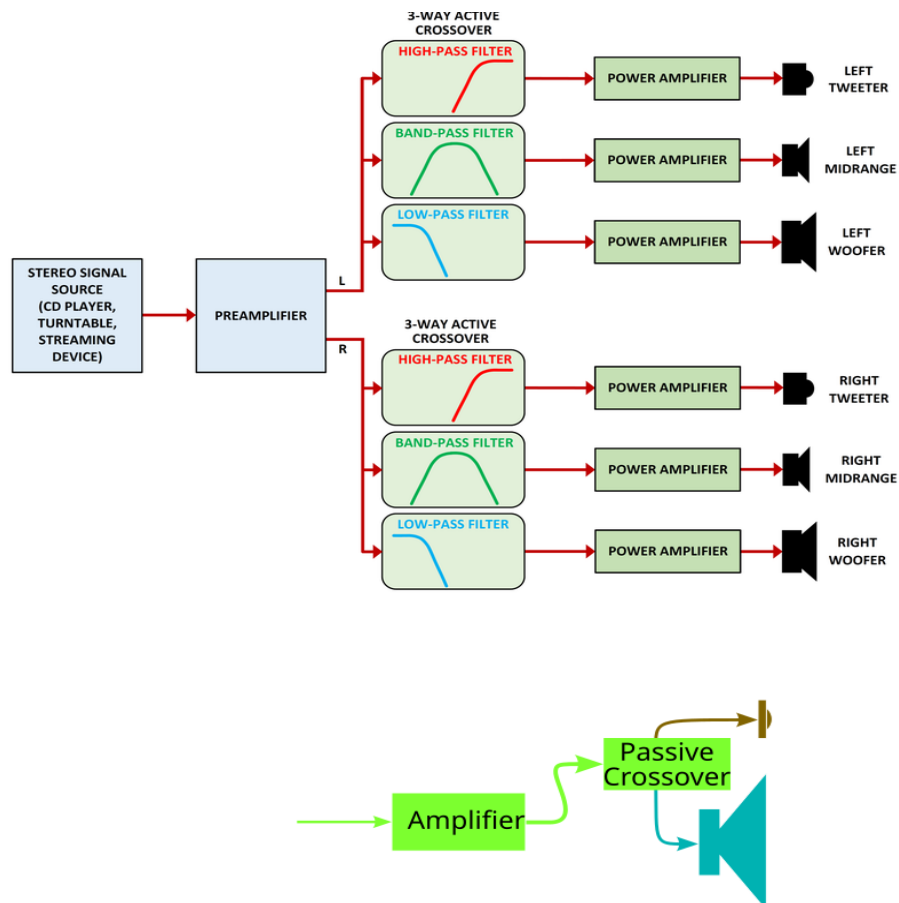 3-WAY ACTIVE
CROSSOVER
HIGH-PASS FILTER
POWER AMPLIFIER
LEFT
TWEETER
BAND-PASS FILTER
POWER AMPLIFIER
LEFT
MIDRANGE
LOW-PASS FILTER
POWER AMPLIFIER
LEFT
WOOFER
STEREO SIGNAL
SOURCE
(CD PLAYER,
TURNTABLE,
STREAMING
DEVICE)
PREAMPLIFIER
L
R
3-WAY ACTIVE
CROSSOVER
HIGH-PASS FILTER
POWER AMPLIFIER
RIGHT
TWEETER
BAND-PASS FILTER
POWER AMPLIFIER
RIGHT
MIDRANGE
LOW-PASS FILTER
POWER AMPLIFIER
RIGHT
WOOFER
Passive
Crossover
Amplifier